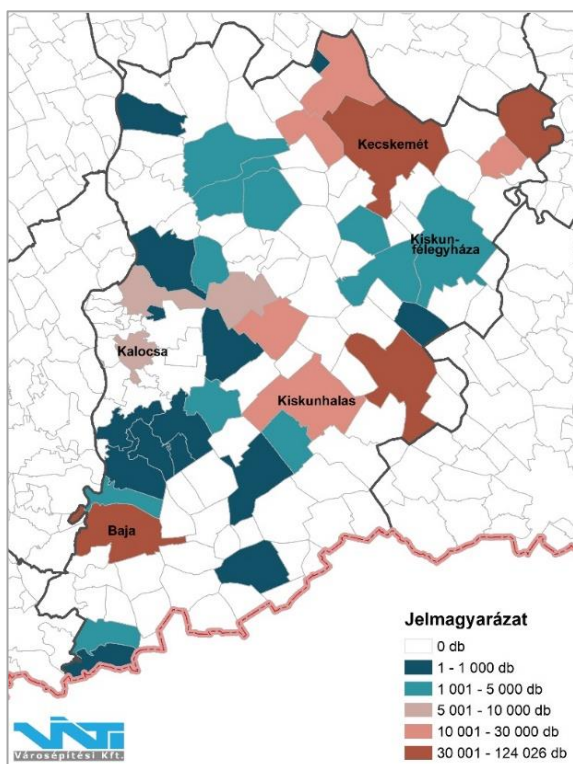 Kecskemét
Kiskun-
félegyháza
Kalocsa
Kiskunhalas
Baja
Jelmagyarázat
0 db
1 - 1 000 db
1 001 - 5 000 db
5 001 - 10 000 db
10 001 - 30 000 db
30 001 - 124 026 db
VÁTI
Városépítési Kft.